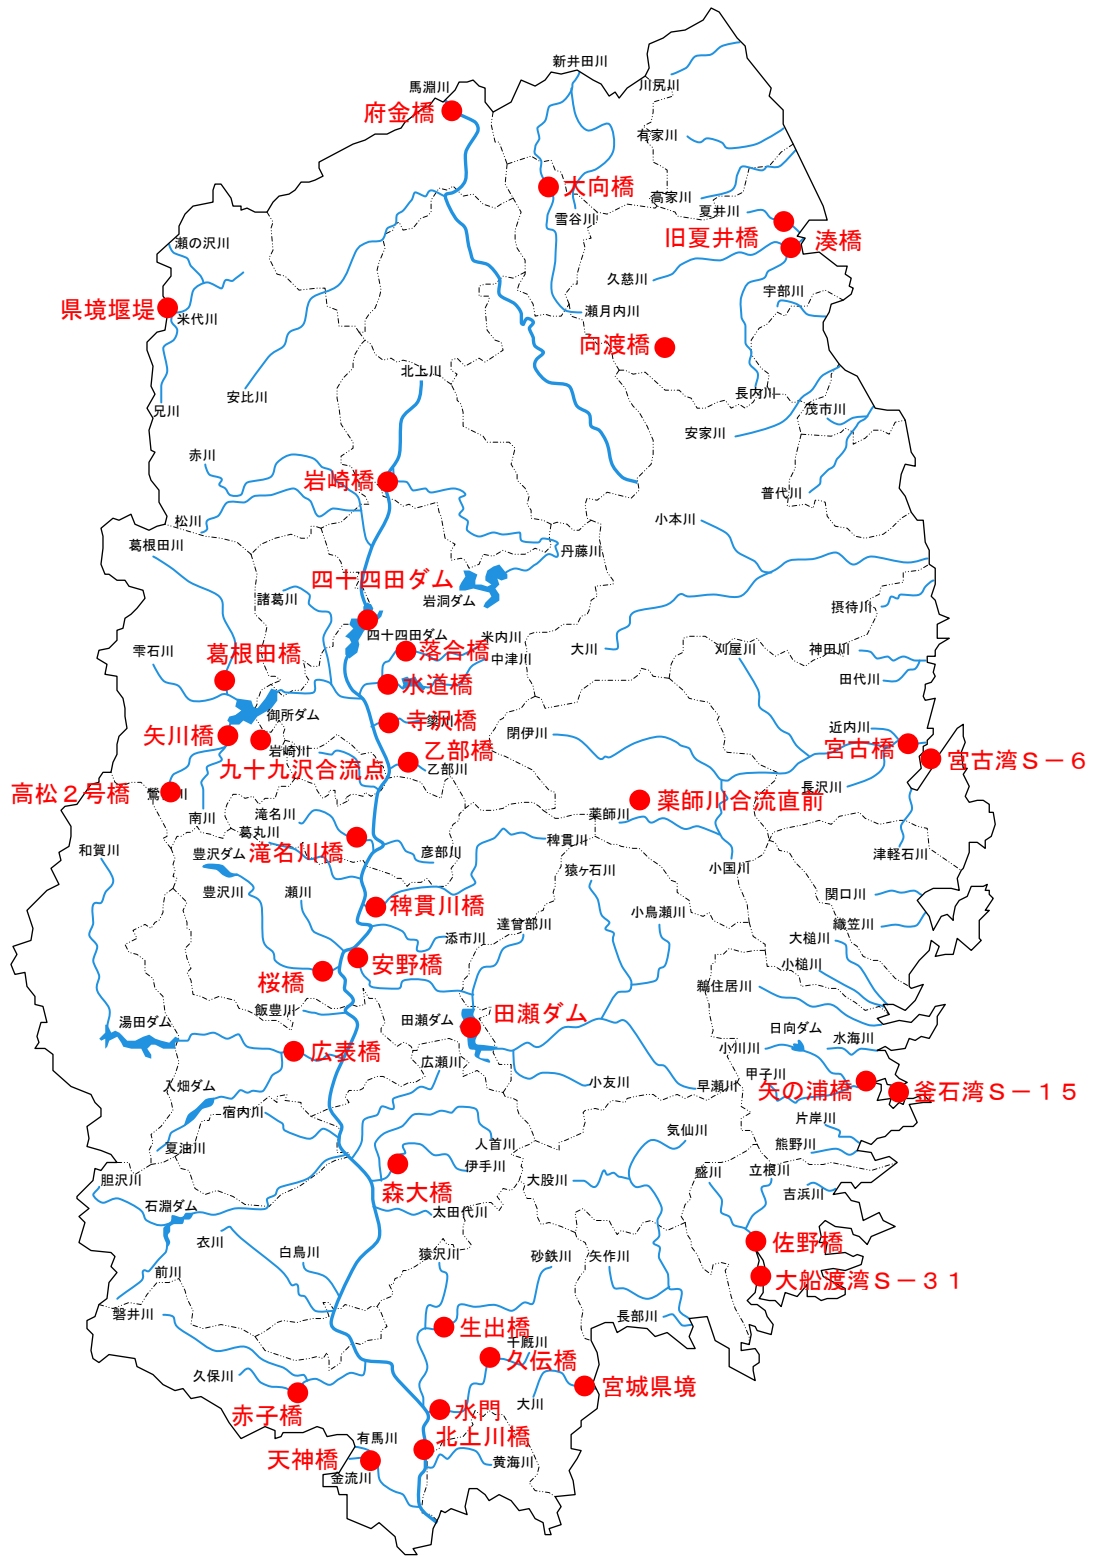 新井田川
馬淵川
川尻川
府金橋
有家川
大向橋
高家川
夏井川
雪谷川
旧夏井橋
湊橋
瀬の沢川
久慈川
宇部川
県境堰堤
米代川
瀬月内川
向渡橋
北上川
安比川
長内川
兄川
茂市川
安家川
赤川
岩崎橋
普代川
松川
小本川
葛根田川
丹藤川
四十四田ダム
諸葛川
岩洞ダム
摂待川
四十四田ダム
米内川
落合橋
雫石川
葛根田橋
中津川
大川
刈屋川
神田川
田代川
水道橋
御所ダム
寺沢橋
矢川橋
閉伊川
近内川
岩崎川
乙部橋
宮古橋
宮古湾Ｓ－６
九十九沢合流点
乙部川
高松２号橋
長沢川
薬師川合流直前
南川
滝名川
薬師川
葛丸川
稗貫川
和賀川
豊沢ダム
滝名川橋
彦部川
津軽石川
猿ヶ石川
小国川
豊沢川
瀬川
関口川
稗貫川橋
小鳥瀬川
達曾部川
織笠川
添市川
大槌川
安野橋
小槌川
桜橋
鵜住居川
飯豊川
田瀬ダム
田瀬ダム
湯田ダム
日向ダム
水海川
広表橋
小川川
広瀬川
甲子川
入畑ダム
小友川
早瀬川
矢の浦橋
釜石湾Ｓ－１５
宿内川
片岸川
気仙川
夏油川
人首川
熊野川
伊手川
胆沢川
森大橋
大股川
盛川
立根川
吉浜川
石淵ダム
太田代川
衣川
佐野橋
白鳥川
猿沢川
砂鉄川
矢作川
前川
大船渡湾Ｓ－３１
磐井川
長部川
生出橋
千厩川
久伝橋
久保川
宮城県境
赤子橋
水門
大川
北上川橋
有馬川
天神橋
黄海川
金流川